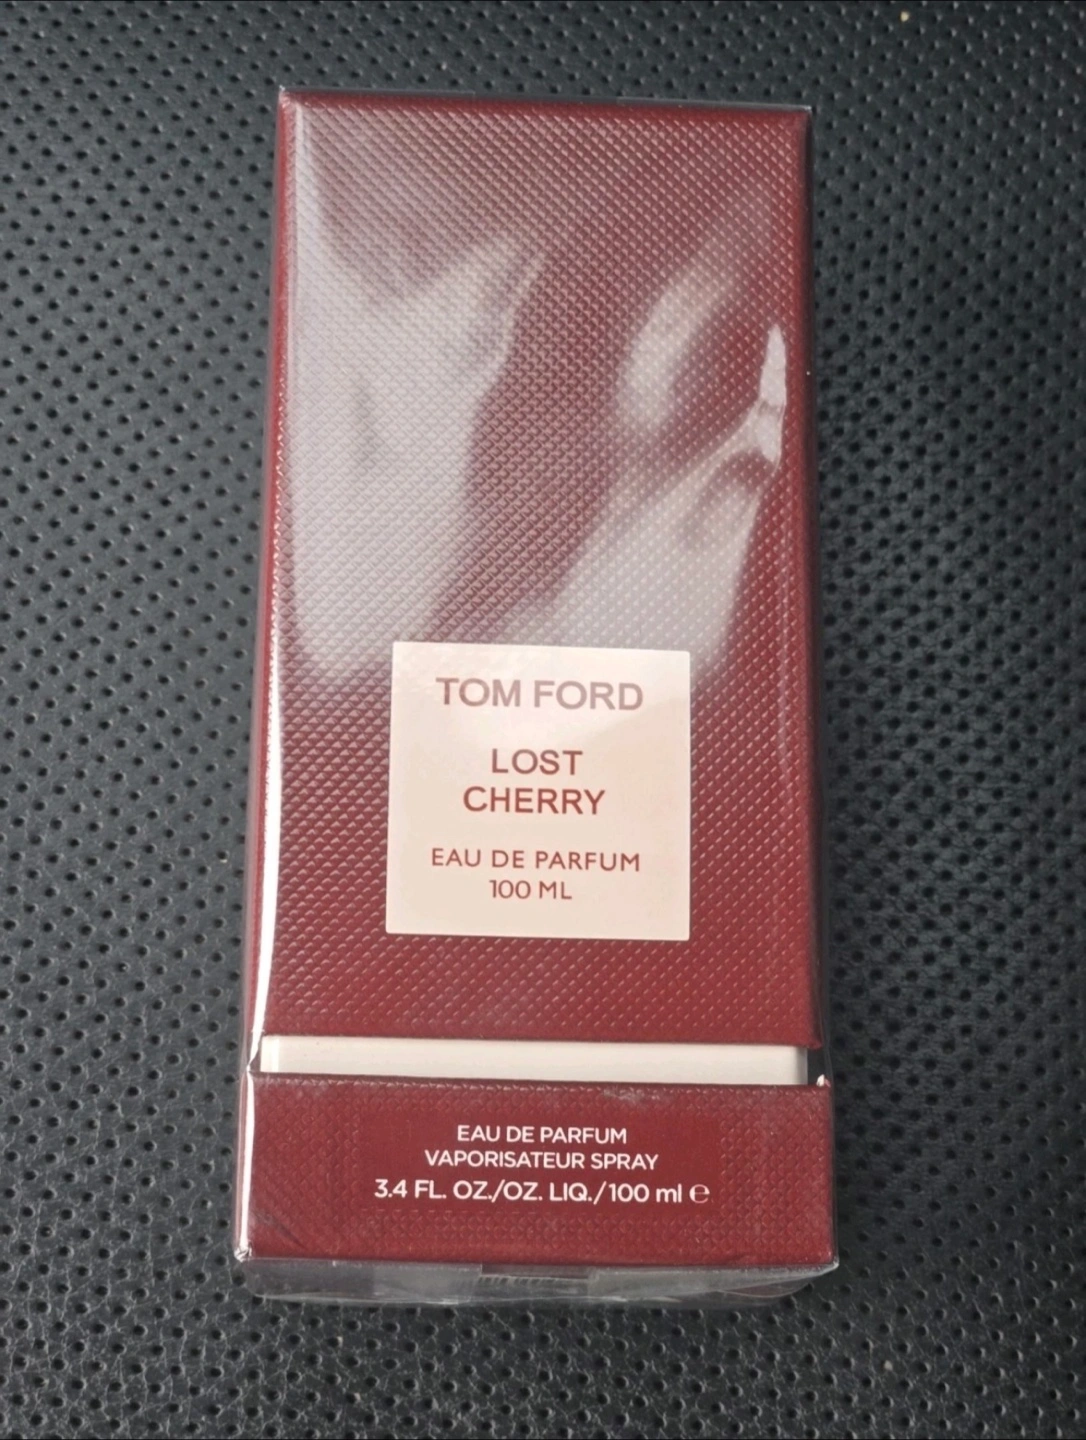 TOM FORD
LOST
CHERRY
EAU DE PARFUM
100 ML
EAU DE PARFUM
VAPORISATEUR SPRAY
3.4 FL. OZ./OZ. LIQ./100 ml ℮